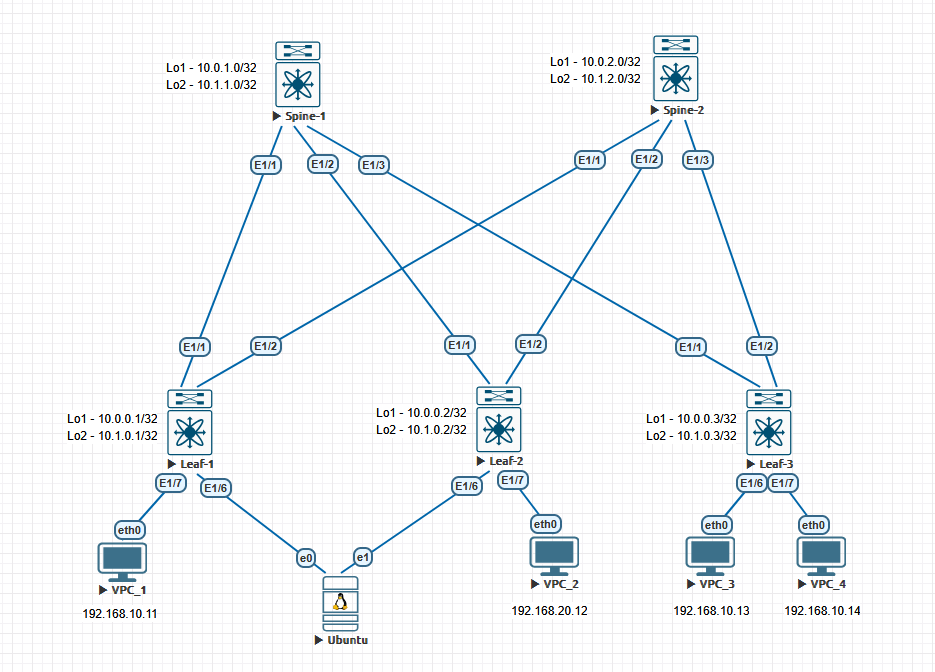 Lo1 - 10.0.1.0/32
Lo2 - 10.1.1.0/32
Spine-1
Lo1 - 10.0.2.0/32
Lo2 - 10.1.2.0/32
Spine-2
E1/1
E1/2
E1/3
E1/1
E1/2
E1/3
E1/1
E1/2
E1/1
E1/2
E1/1
E1/2
Lo1 - 10.0.0.1/32
Lo2 - 10.1.0.1/32
Leaf-1
Lo1 - 10.0.0.2/32
Lo2 - 10.1.0.2/32
Leaf-2
Lo1 - 10.0.0.3/32
Lo2 - 10.1.0.3/32
Leaf-3
E1/7
E1/6
E1/6
E1/7
E1/6
E1/7
eth0
e0
e1
eth0
eth0
eth0
VPC_1
192.168.10.11
Ubuntu
VPC_2
192.168.20.12
VPC_3
192.168.10.13
VPC_4
192.168.10.14